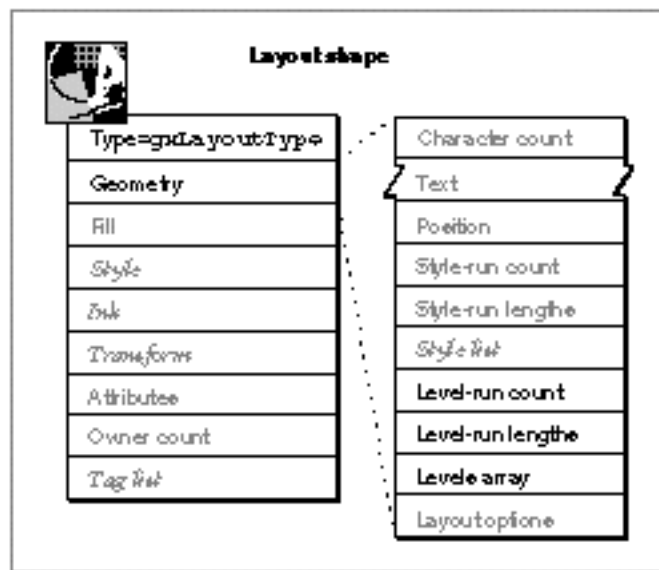 Layout shape
Type=gxLayoutType
Geometry
Fill
Style
Ink
Transform
Attributes
Owner count
Tag list
Character count
Text
Position
Style-run count
Style-run lengths
Style list
Level-run count
Level-run lengths
Levels array
Layout options